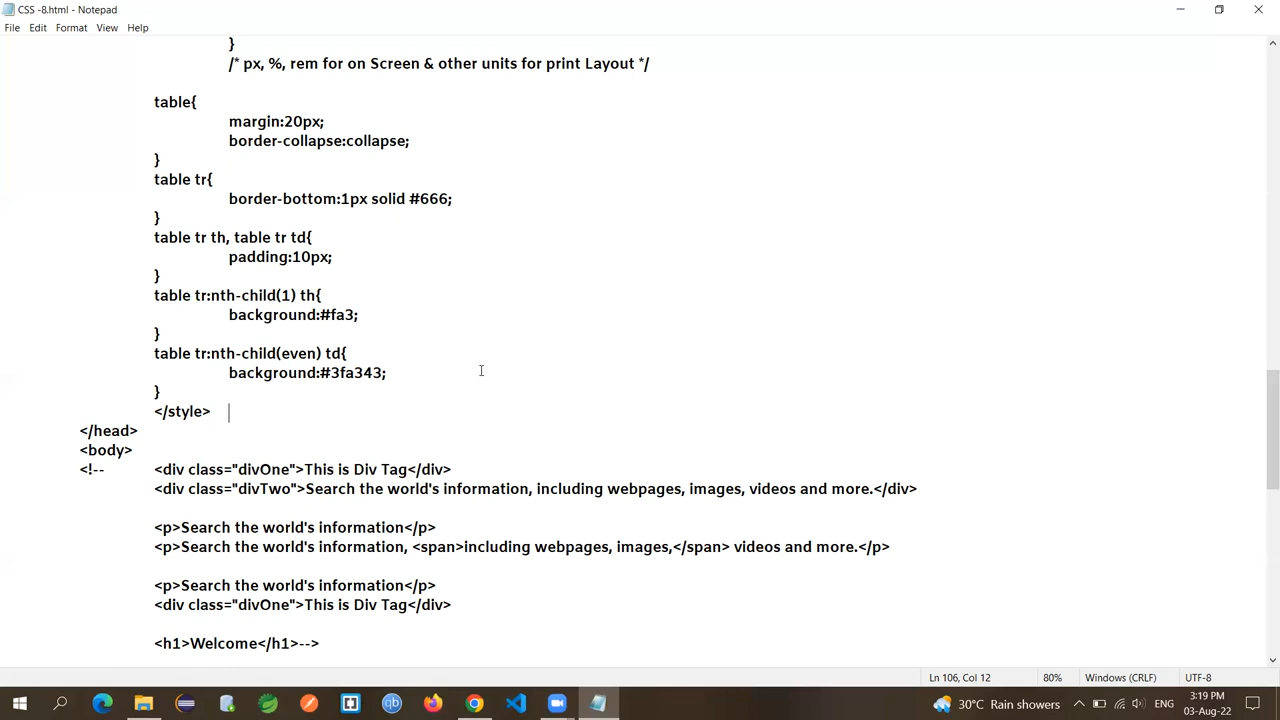 CSS -8.html - Notepad
File Edit Format View Help
}
/* px, %, rem for on Screen & other units for print Layout */
table{
margin:20px;
border-collapse:collapse;
}
table tr{
border-bottom:1px solid #666;
}
table tr th, table tr td{
padding:10px;
}
table tr:nth-child(1) th{
background:#fa3;
}
table tr:nth-child(even) td{
background:#3fa343;
}
</style>
</head>
<body>
<!-- <div class="divOne">This is Div Tag</div>
<div class="divTwo">Search the world's information, including webpages, images, videos and more.</div>
<p>Search the world's information</p>
<p>Search the world's information, <span>including webpages, images,</span> videos and more.</p>
<p>Search the world's information</p>
<div class="divOne">This is Div Tag</div>
<h1>Welcome</h1>-->
Ln 106, Col 12 80% Windows (CRLF) UTF-8
qb 30°C Rain showers ENG 3:19 PM
03-Aug-22